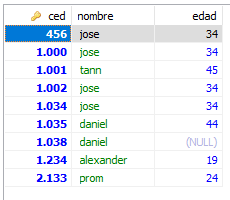 ced nombre edad
456 jose 34
1.000 jose 34
1.001 tann 45
1.002 jose 34
1.034 jose 34
1.035 daniel 44
1.038 daniel (NULL)
1.234 alexander 19
2.133 prom 24